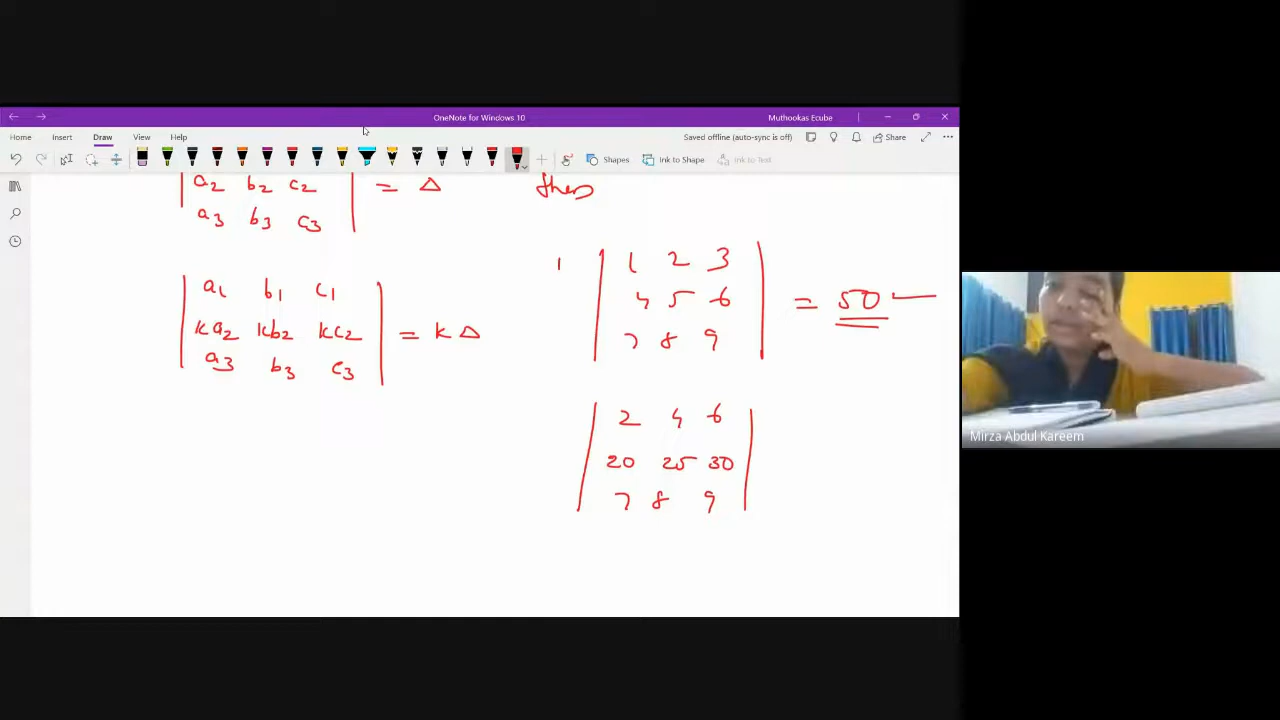 OneNote for Windows 10
Muthookas Ecube
Home Insert Draw View Help
Saved offline (auto-sync is off)
Share
Shapes
Ink to Shape
Ink to Text
a2 b2 c2 = Δ
a3 b3 c3
a1 b1 c1
ka2 kb2 kc2 = k Δ
a3 b3 c3
1
1 2 3
4 5 6 = 50
7 8 9
2 4 6
20 25 30
7 8 9
Mirza Abdul Kareem